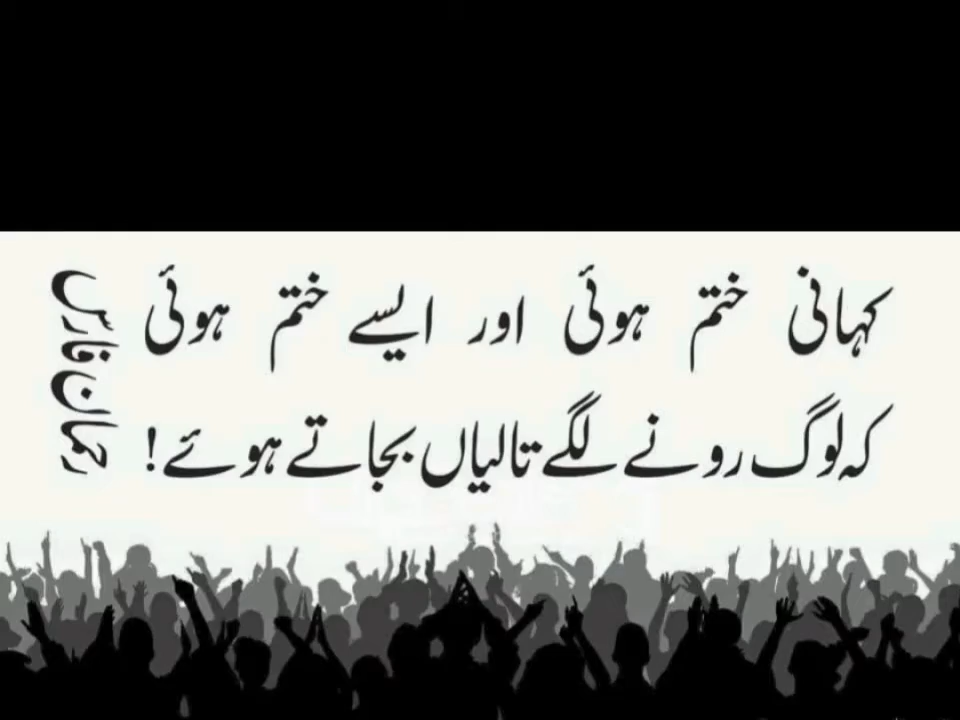 کہانی ختم ہوئی اور ایسے ختم ہوئی
کہ لوگ رونے لگے تالیاں بجاتے ہوئے!
رحمان فارس